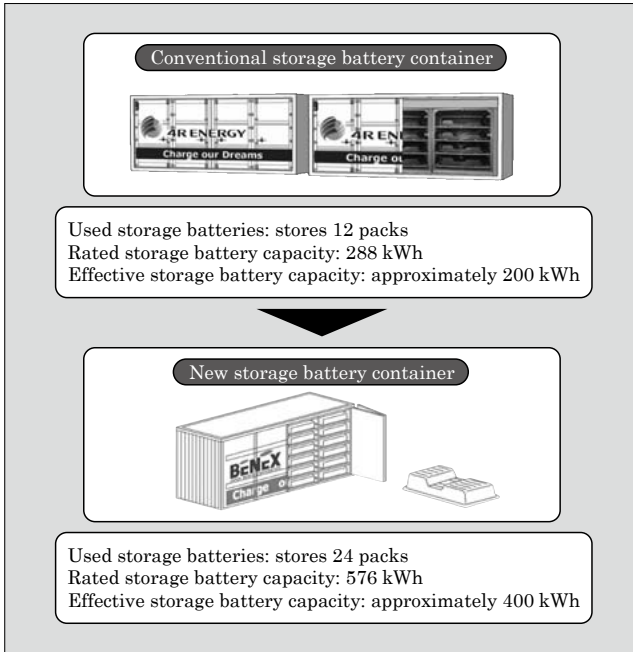 Conventional storage battery container
4R ENERGY
4R EN
Charge our Dreams
Charge ou
Used storage batteries: stores 12 packs
Rated storage battery capacity: 288 kWh
Effective storage battery capacity: approximately 200 kWh
New storage battery container
BENEX
Charge o
Used storage batteries: stores 24 packs
Rated storage battery capacity: 576 kWh
Effective storage battery capacity: approximately 400 kWh